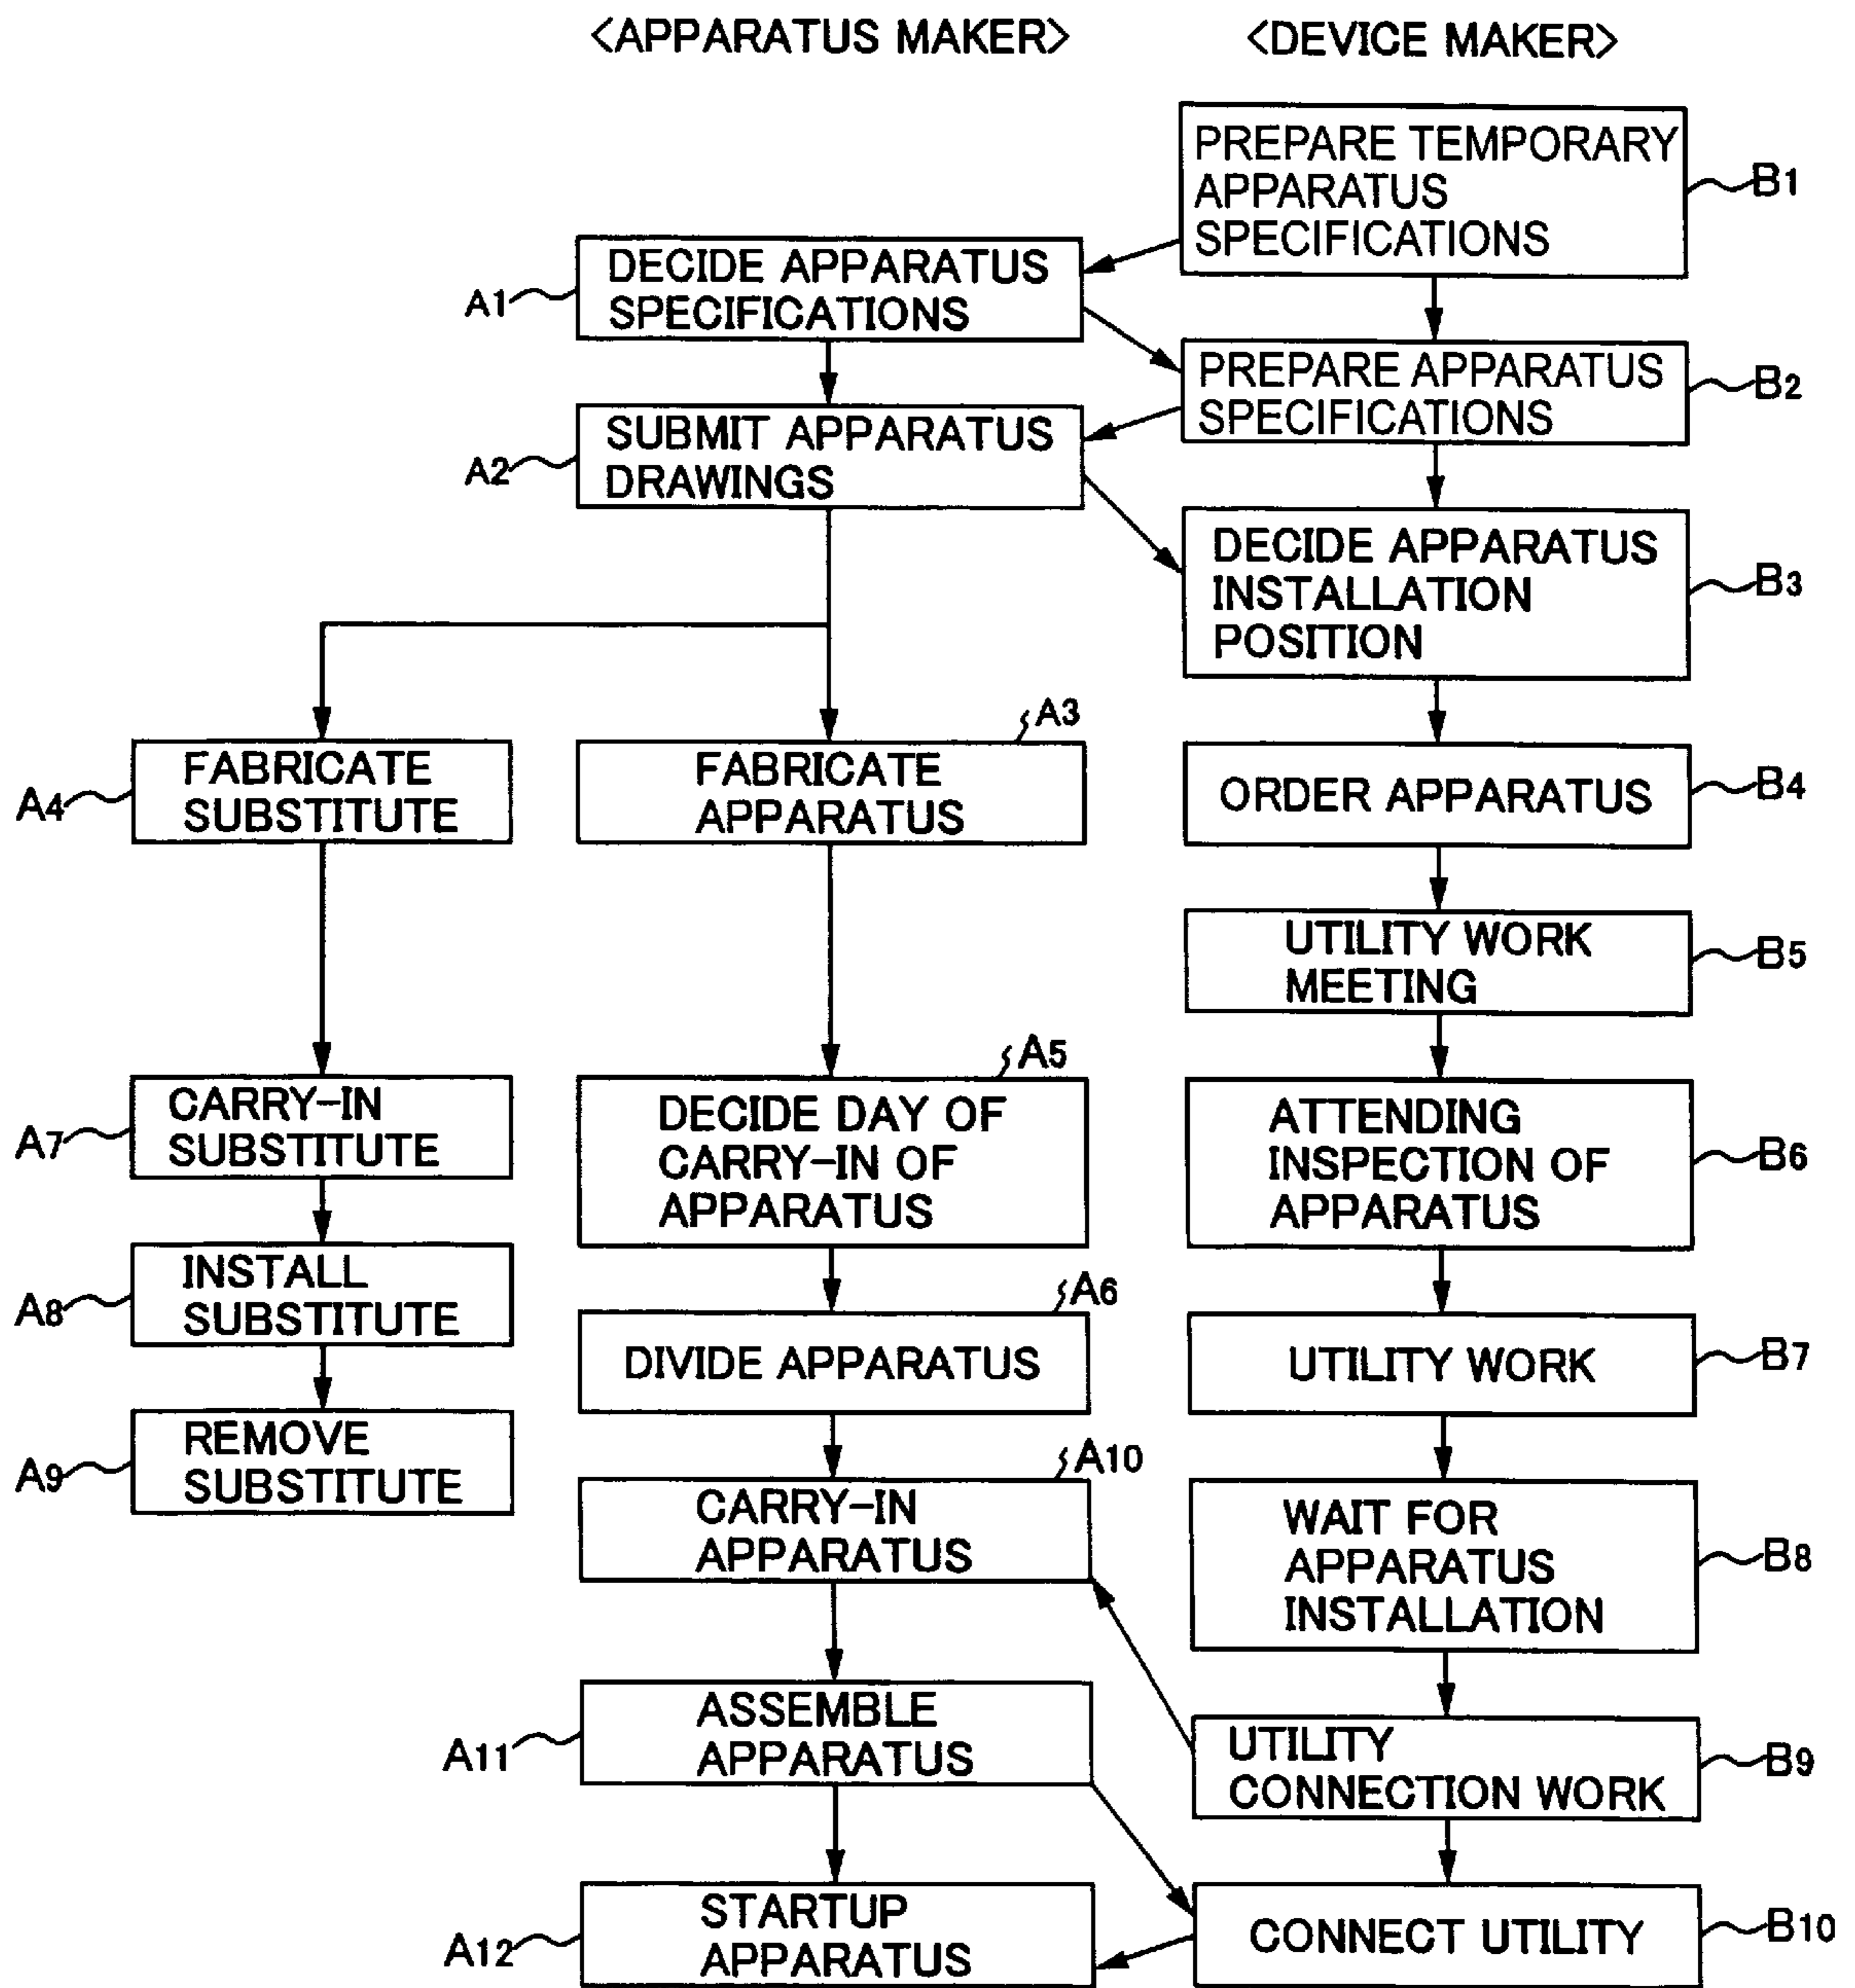 <APPARATUS MAKER>
<DEVICE MAKER>
PREPARE TEMPORARY
APPARATUS
SPECIFICATIONS
B1
DECIDE APPARATUS
SPECIFICATIONS
A1
PREPARE APPARATUS
SPECIFICATIONS
B2
SUBMIT APPARATUS
DRAWINGS
A2
DECIDE APPARATUS
INSTALLATION
POSITION
B3
A4
FABRICATE
SUBSTITUTE
A3
FABRICATE
APPARATUS
ORDER APPARATUS
B4
UTILITY WORK
MEETING
B5
A7
CARRY-IN
SUBSTITUTE
A5
DECIDE DAY OF
CARRY-IN OF
APPARATUS
ATTENDING
INSPECTION OF
APPARATUS
B6
A8
INSTALL
SUBSTITUTE
A6
DIVIDE APPARATUS
UTILITY WORK
B7
A9
REMOVE
SUBSTITUTE
A10
CARRY-IN
APPARATUS
WAIT FOR
APPARATUS
INSTALLATION
B8
A11
ASSEMBLE
APPARATUS
UTILITY
CONNECTION WORK
B9
A12
STARTUP
APPARATUS
CONNECT UTILITY
B10